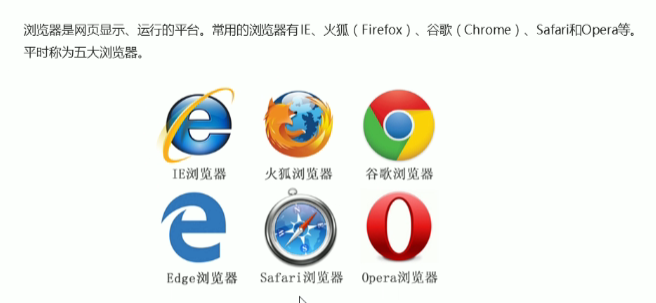 浏览器是网页显示、运行的平台。常用的浏览器有IE、火狐（Firefox）、谷歌（Chrome）、Safari和Opera等。
平时称为五大浏览器。
IE浏览器 火狐浏览器 谷歌浏览器
Edge浏览器 Safari浏览器 Opera浏览器